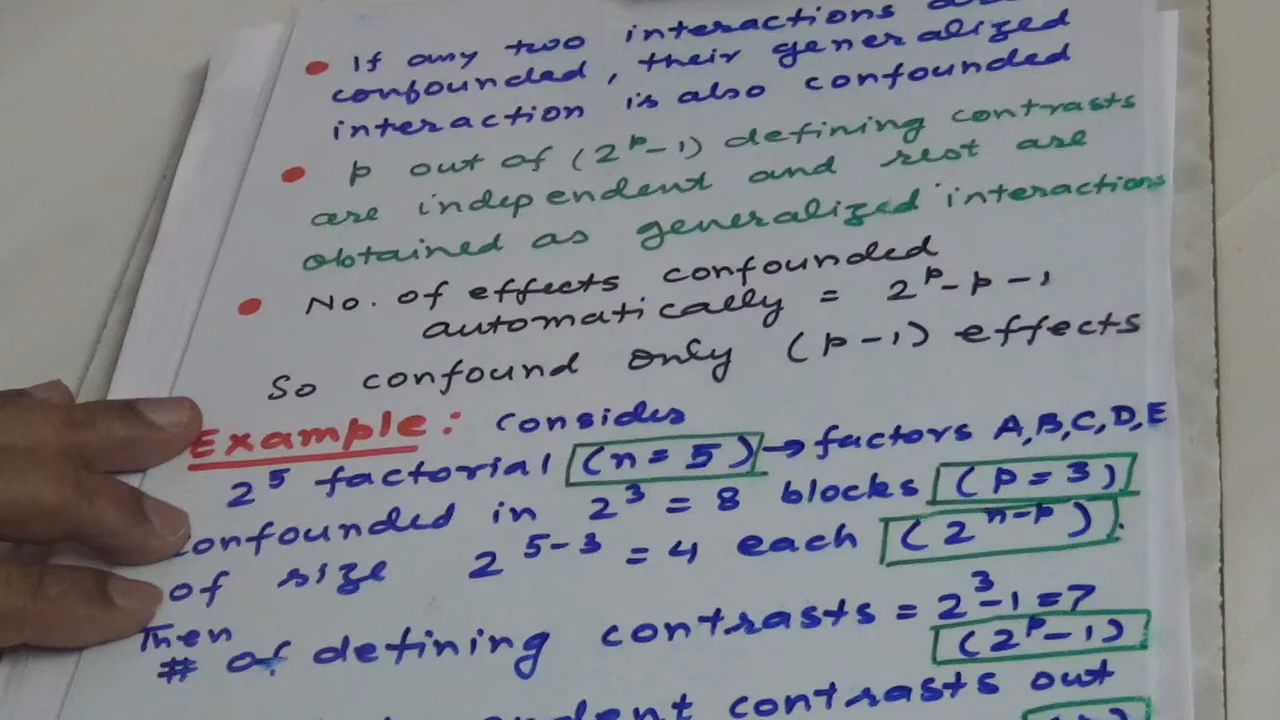 • If any two interactions
confounded, their generalized
interaction is also confounded
• p out of (2^p-1) defining contrasts
are independent and rest are
obtained as generalized interactions
• No. of effects confounded
automatically = 2^p-p-1
So confound only (p-1) effects
Example: Consider
2^5 factorial (n=5) → factors A,B,C,D,E
confounded in 2^3 = 8 blocks (p=3)
of size 2^5-3 = 4 each (2^n-p).
Then
# of defining contrasts = 2^3-1=7
(2^p-1)
contrasts out